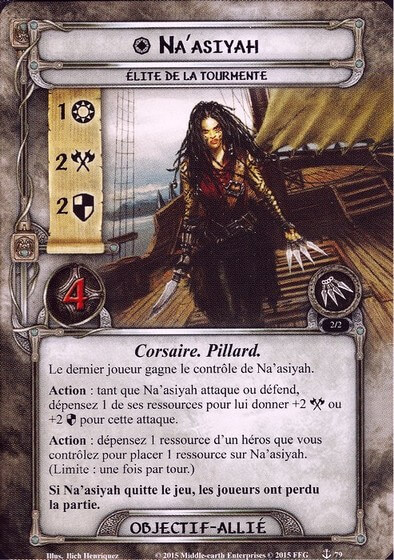 Na'asiyah
Élite de la Tourmente
1
2
2
4
2/2
Corsaire. Pillard.
Le dernier joueur gagne le contrôle de Na'asiyah.
Action : tant que Na'asiyah attaque ou défend,
dépensez 1 de ses ressources pour lui donner +2 ou
+2 pour cette attaque.
Action : dépensez 1 ressource d'un héros que vous
contrôlez pour placer 1 ressource sur Na'asiyah.
(Limite : une fois par tour.)
Si Na'asiyah quitte le jeu, les joueurs ont perdu
la partie.
Objectif-Allié
Illus. Ilich Henriquez © 2015 Middle-earth Enterprises © 2015 FFG 79